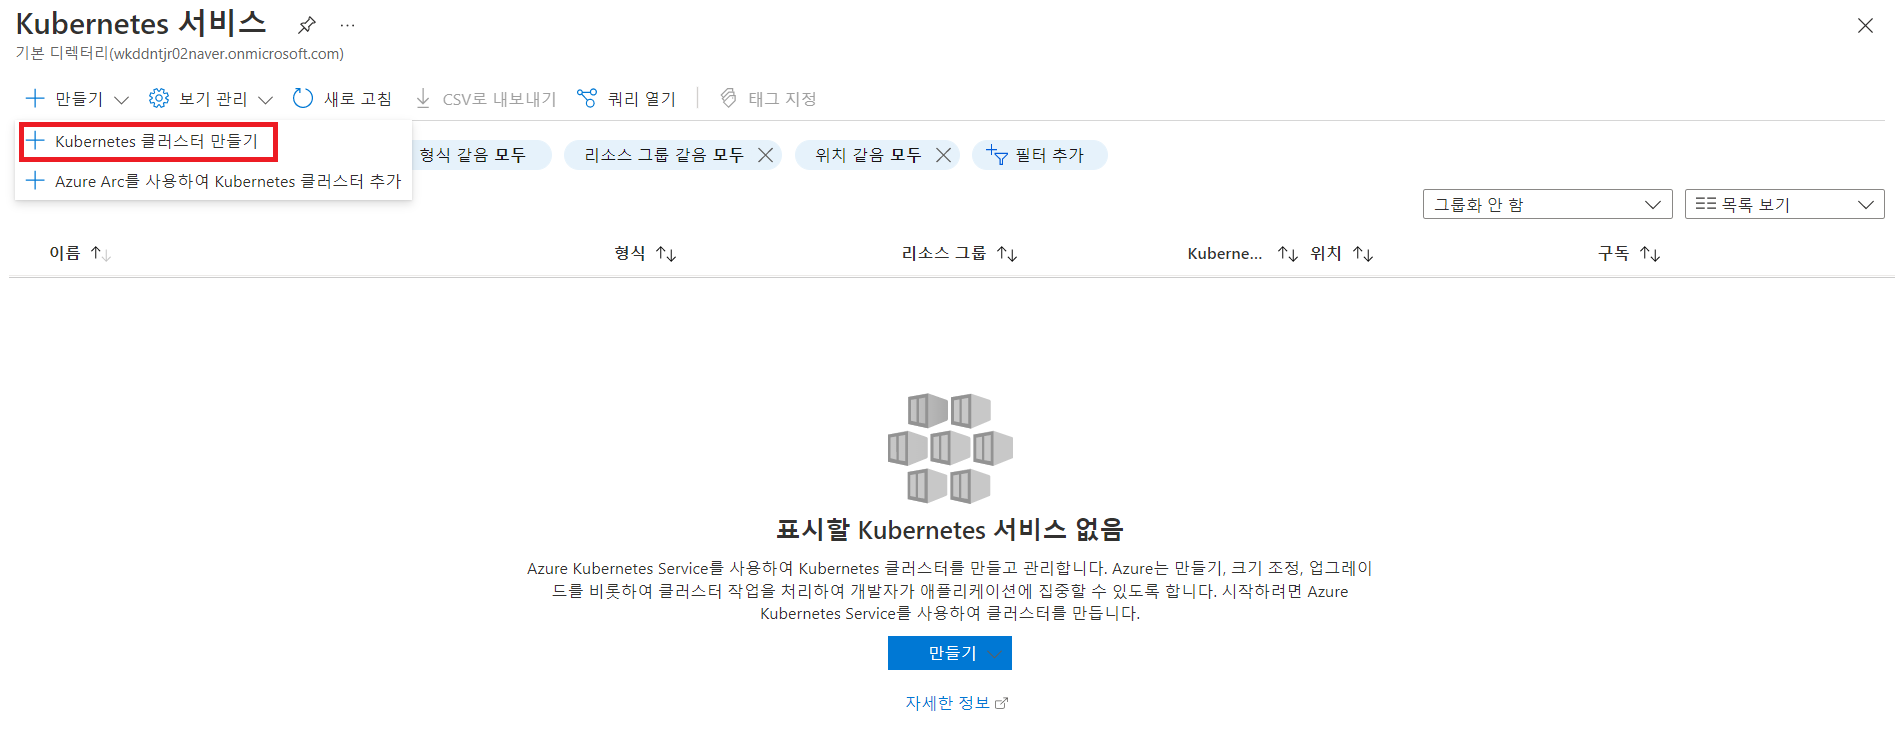 Kubernetes 서비스
기본 디렉터리(wkddntjr02naver.onmicrosoft.com)
만들기 보기 관리 새로 고침 CSV로 내보내기 쿼리 열기 태그 지정
Kubernetes 클러스터 만들기
형식 같음 모두 리소스 그룹 같음 모두 위치 같음 모두 필터 추가
Azure Arc를 사용하여 Kubernetes 클러스터 추가
그룹화 안 함 목록 보기
이름 형식 리소스 그룹 Kuberne... 위치 구독
표시할 Kubernetes 서비스 없음
Azure Kubernetes Service를 사용하여 Kubernetes 클러스터를 만들고 관리합니다. Azure는 만들기, 크기 조정, 업그레이
드를 비롯하여 클러스터 작업을 처리하여 개발자가 애플리케이션에 집중할 수 있도록 합니다. 시작하려면 Azure
Kubernetes Service를 사용하여 클러스터를 만듭니다.
만들기
자세한 정보